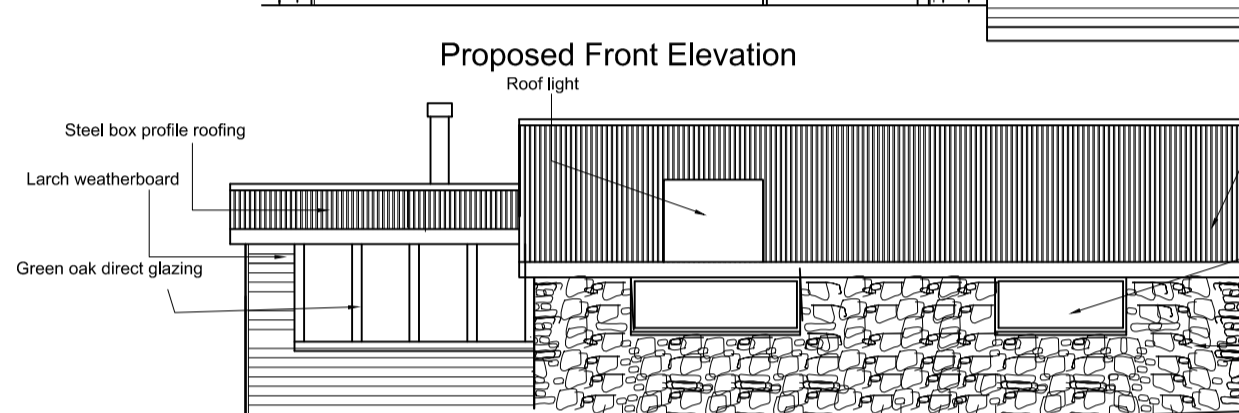 Proposed Front Elevation
Roof light
Steel box profile roofing
Larch weatherboard
Green oak direct glazing